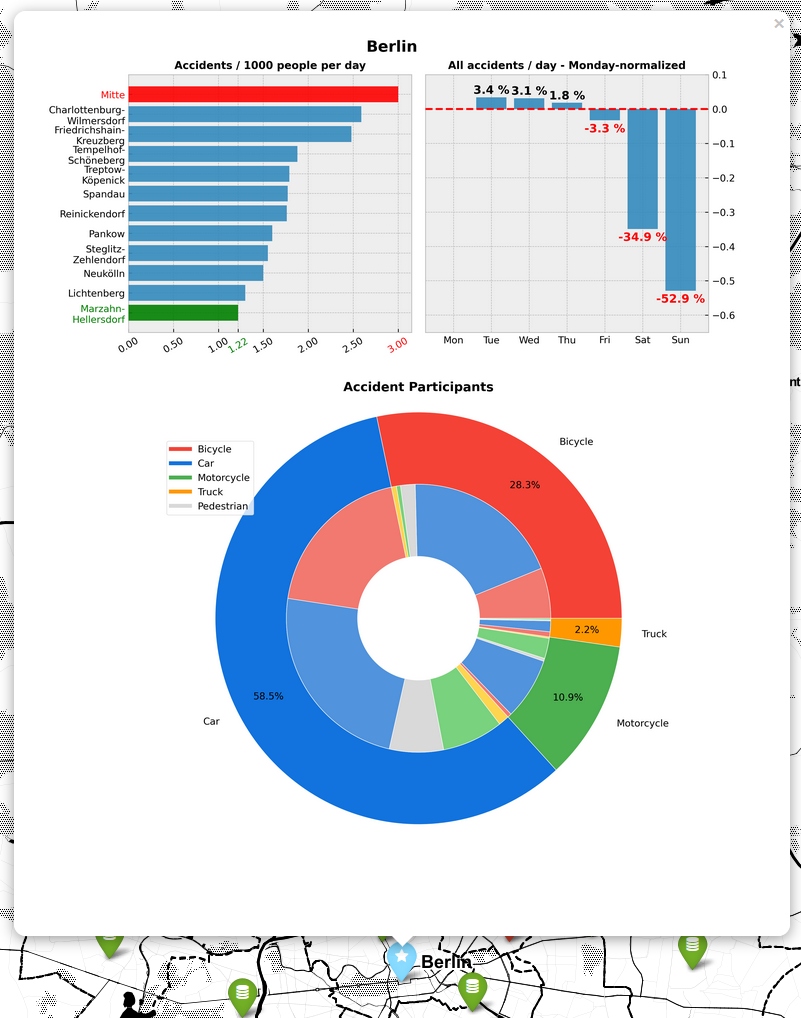 ×
Berlin
Accidents / 1000 people per day
Mitte
Charlottenburg-
Wilmersdorf
Friedrichshain-
Kreuzberg
Tempelhof-
Schöneberg
Treptow-
Köpenick
Spandau
Reinickendorf
Pankow
Steglitz-
Zehlendorf
Neukölln
Lichtenberg
Marzahn-
Hellersdorf
0.00 0.50 1.00 1.22 1.50 2.00 2.50 3.00
All accidents / day - Monday-normalized
3.4 % 3.1 % 1.8 %
-3.3 %
-34.9 %
-52.9 %
0.1
0.0
−0.1
−0.2
−0.3
−0.4
−0.5
−0.6
Mon Tue Wed Thu Fri Sat Sun
Accident Participants
Bicycle
Car
Motorcycle
Truck
Pedestrian
Bicycle
28.3%
2.2%
Truck
58.5%
10.9%
Car
Motorcycle
nt
Berlin